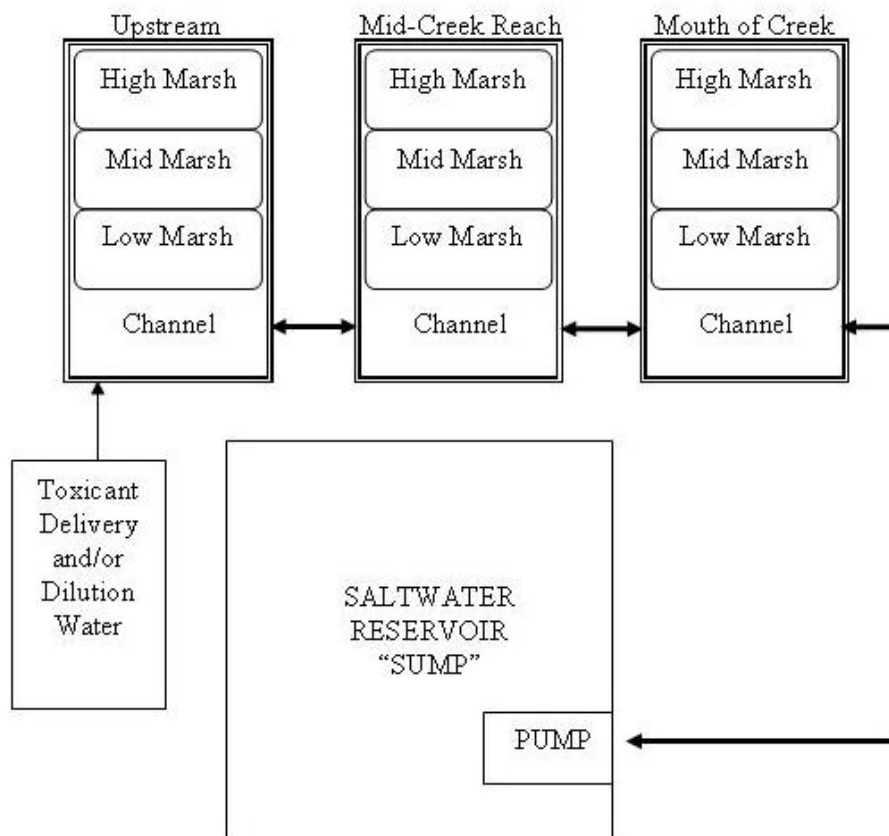 Upstream
Mid-Creek Reach
Mouth of Creek
High Marsh
High Marsh
High Marsh
Mid Marsh
Mid Marsh
Mid Marsh
Low Marsh
Low Marsh
Low Marsh
Channel
Channel
Channel
Toxicant
Delivery
and/or
Dilution
Water
SALTWATER
RESERVOIR
“SUMP”
PUMP